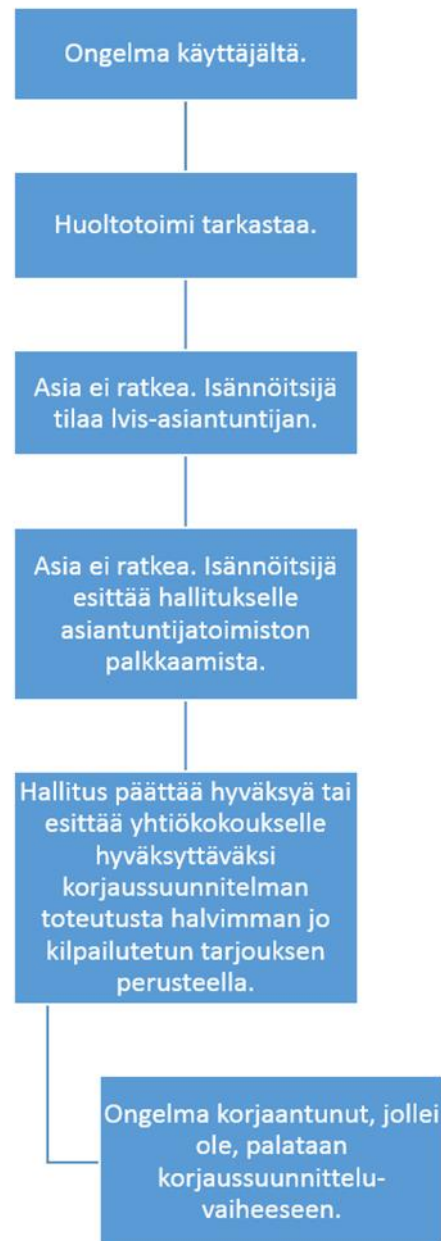 Ongelma käyttäjältä.
Huoltotoimi tarkastaa.
Asia ei ratkea. Isännöitsijä
tilaa lvis-asiantuntijan.
Asia ei ratkea. Isännöitsijä
esittää hallitukselle
asiantuntijatoimiston
palkkaamista.
Hallitus päättää hyväksyä tai
esittää yhtiökokoukselle
hyväksyttäväksi
korjaussuunnitelman
toteutusta halvimman jo
kilpailutetun tarjouksen
perusteella.
Ongelma korjaantunut, jollei
ole, palataan
korjaussuunnittelu-
vaiheeseen.